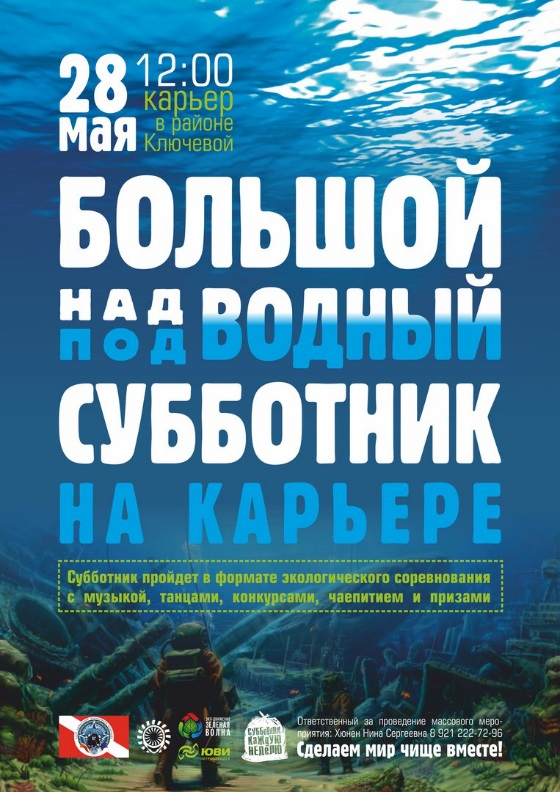 28 мая
12:00
карьер
в районе
Ключевой
БОЛЬШОЙ
НАД
ПОД
ВОДНЫЙ
СУББОТНИК
НА КАРЬЕРЕ
Субботник пройдет в формате экологического соревнования
с музыкой, танцами, конкурсами, чаепитием и призами
ЗЕЛЕНАЯ
ВОЛНА
ЮВИ
СУББОТНИК
КАЖДУЮ
НЕДЕЛЮ
Ответственный за проведение массового меро-
приятия: Хюнен Нина Сергеевна 8 921 222-72-96
Сделаем мир чище вместе!